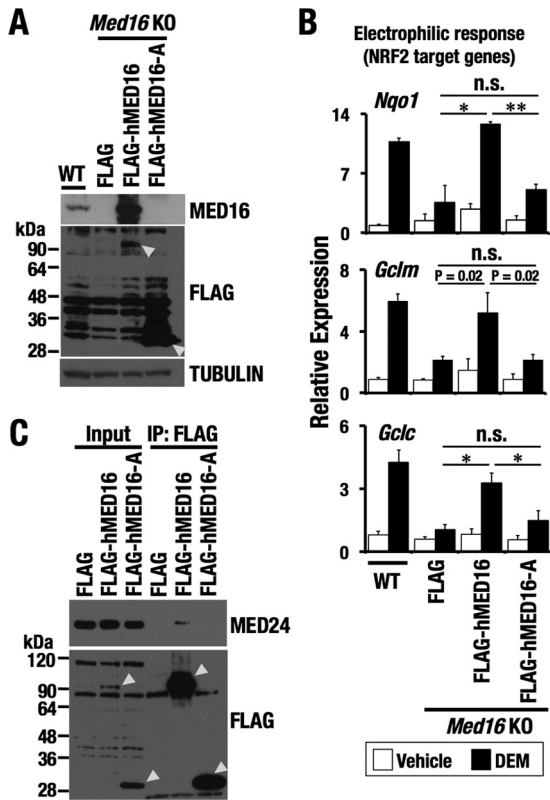 A
Med16 KO
WT
FLAG
FLAG-hMED16
FLAG-hMED16-A
MED16
kDa
90
64
48
36
28
FLAG
TUBULIN
B
Electrophilic response
(NRF2 target genes)
Relative Expression
Nqo1
n.s.
* **
14
7
0
Gclm
n.s.
P = 0.02 P = 0.02
6
4
0
Gclc
n.s.
* *
6
3
0
WT
FLAG
FLAG-hMED16
FLAG-hMED16-A
Med16 KO
Vehicle DEM
C
Input IP: FLAG
FLAG
FLAG-hMED16
FLAG-hMED16-A
FLAG
FLAG-hMED16
FLAG-hMED16-A
MED24
kDa
120
90
64
48
36
28
FLAG